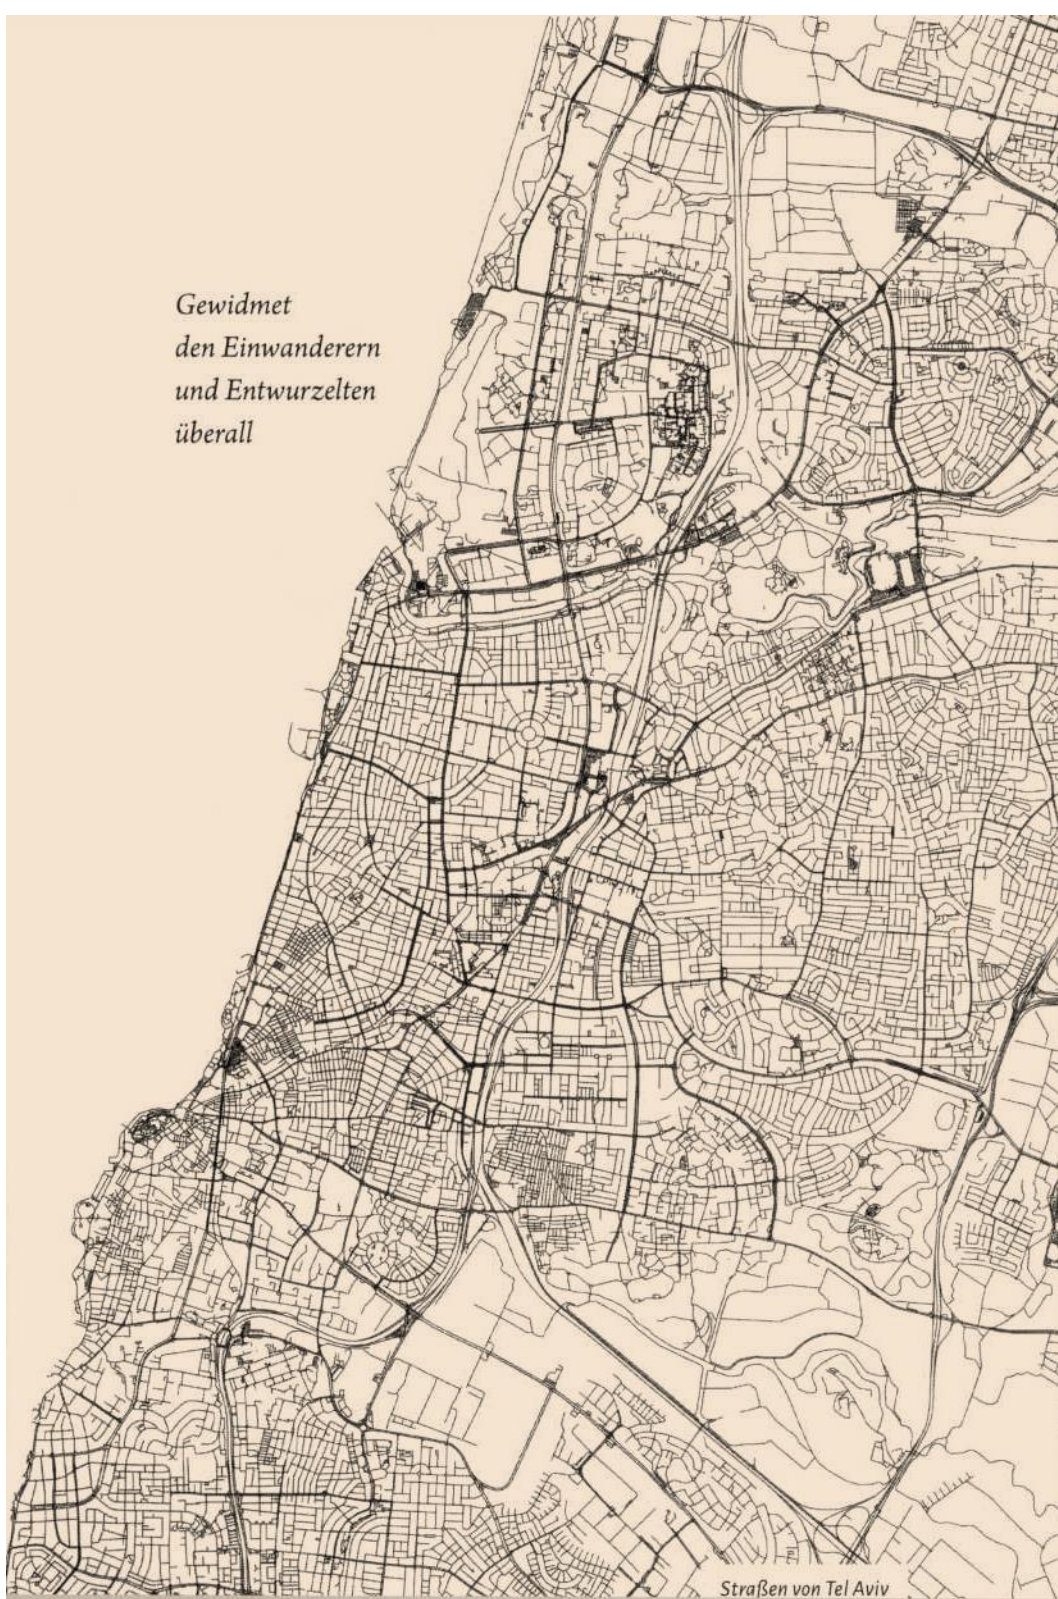 Gewidmet
den Einwanderern
und Entwurzelten
überall
Straßen von Tel Aviv